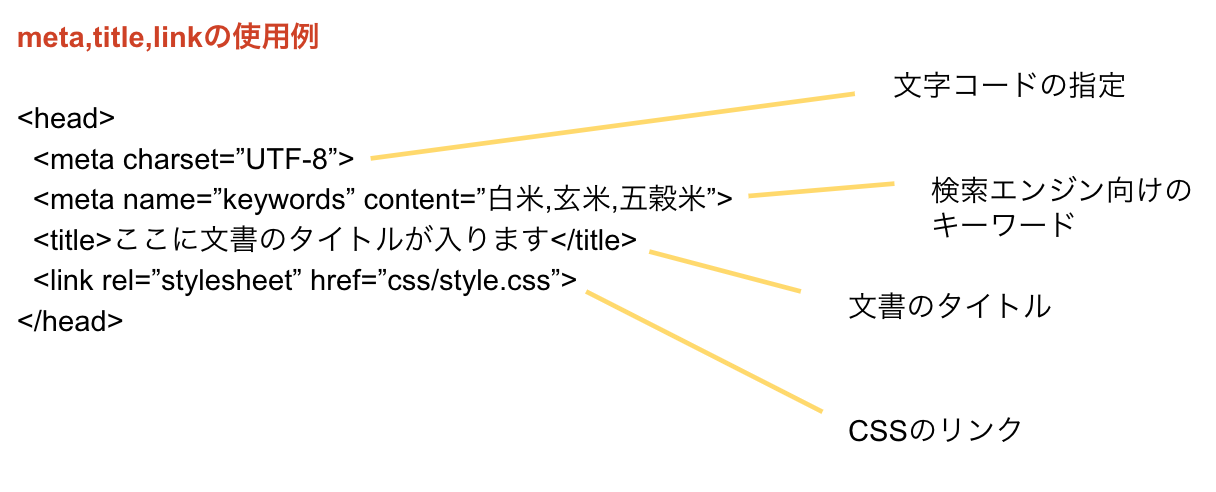 meta,title,linkの使用例
<head>
<meta charset=”UTF-8”>
<meta name=”keywords” content=”白米,玄米,五穀米”>
<title>ここに文書のタイトルが入ります</title>
<link rel=”stylesheet” href=”css/style.css”>
</head>
文字コードの指定
検索エンジン向けの
キーワード
文書のタイトル
CSSのリンク